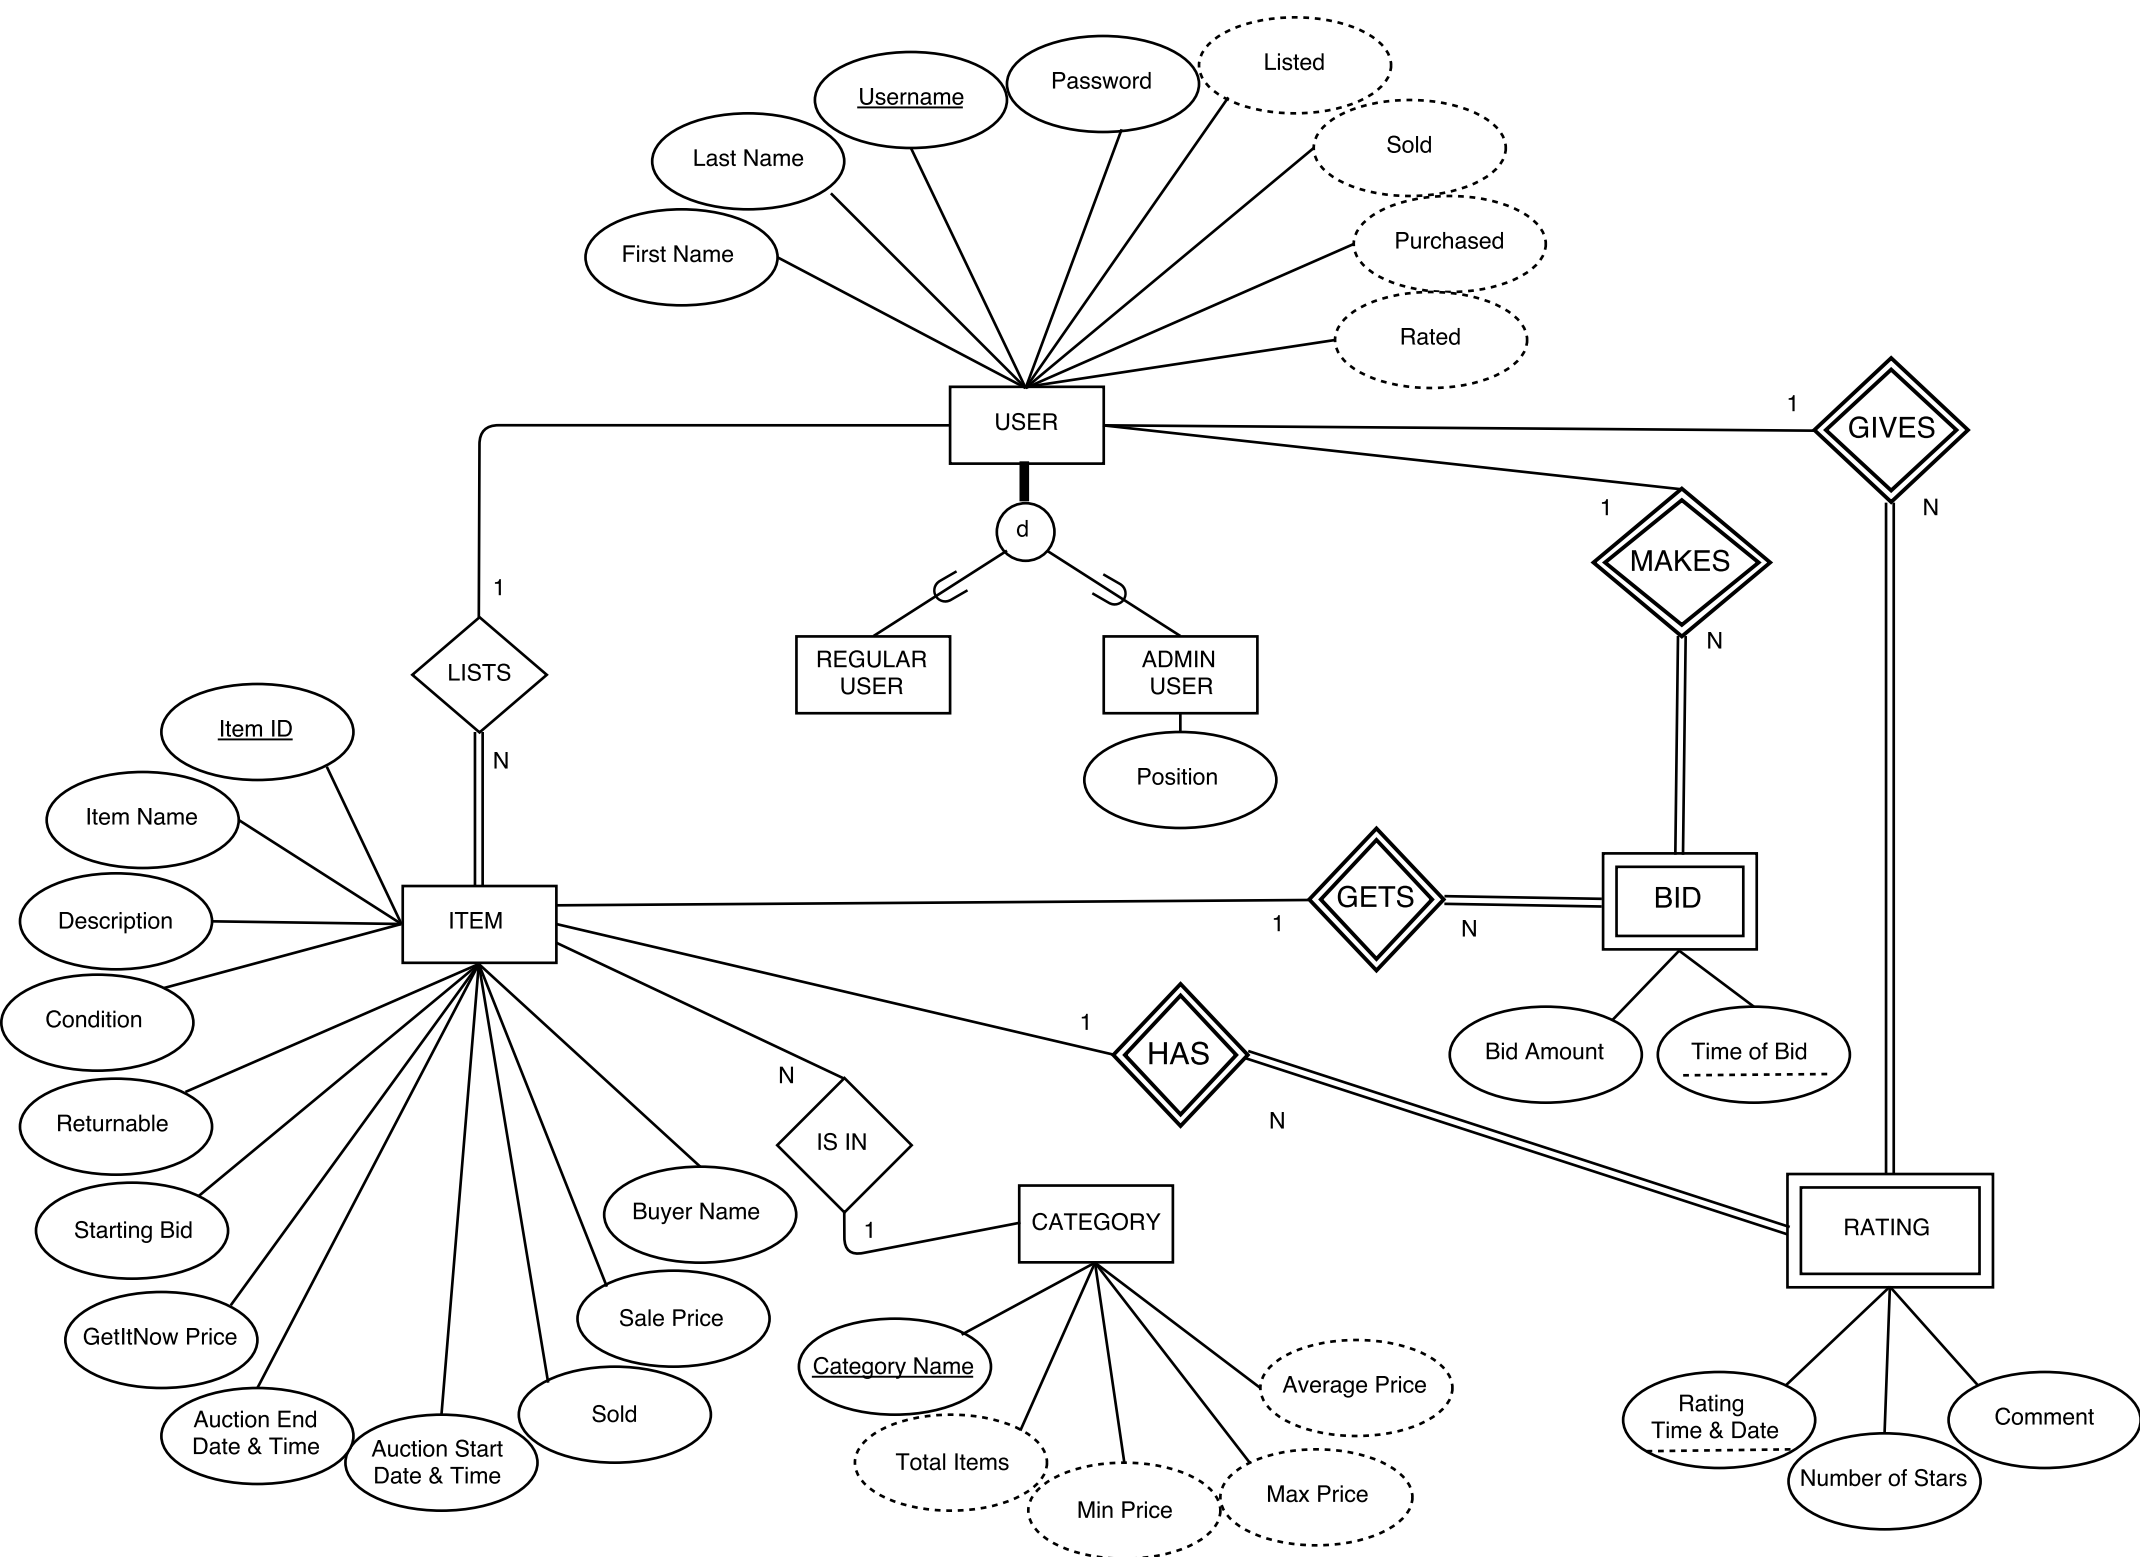 Listed
Password
Username
Sold
Last Name
Purchased
First Name
Rated
1
GIVES
USER
N
1
d
MAKES
1
N
LISTS
REGULAR
USER
ADMIN
USER
Item ID
N
Position
Item Name
GETS
BID
Description
ITEM
1
N
Condition
1
HAS
Bid Amount
Time of Bid
N
N
Returnable
IS IN
Buyer Name
Starting Bid
1
CATEGORY
RATING
Sale Price
GetItNow Price
Category Name
Average Price
Auction End
Date & Time
Sold
Rating
Time & Date
Comment
Auction Start
Date & Time
Total Items
Number of Stars
Max Price
Min Price